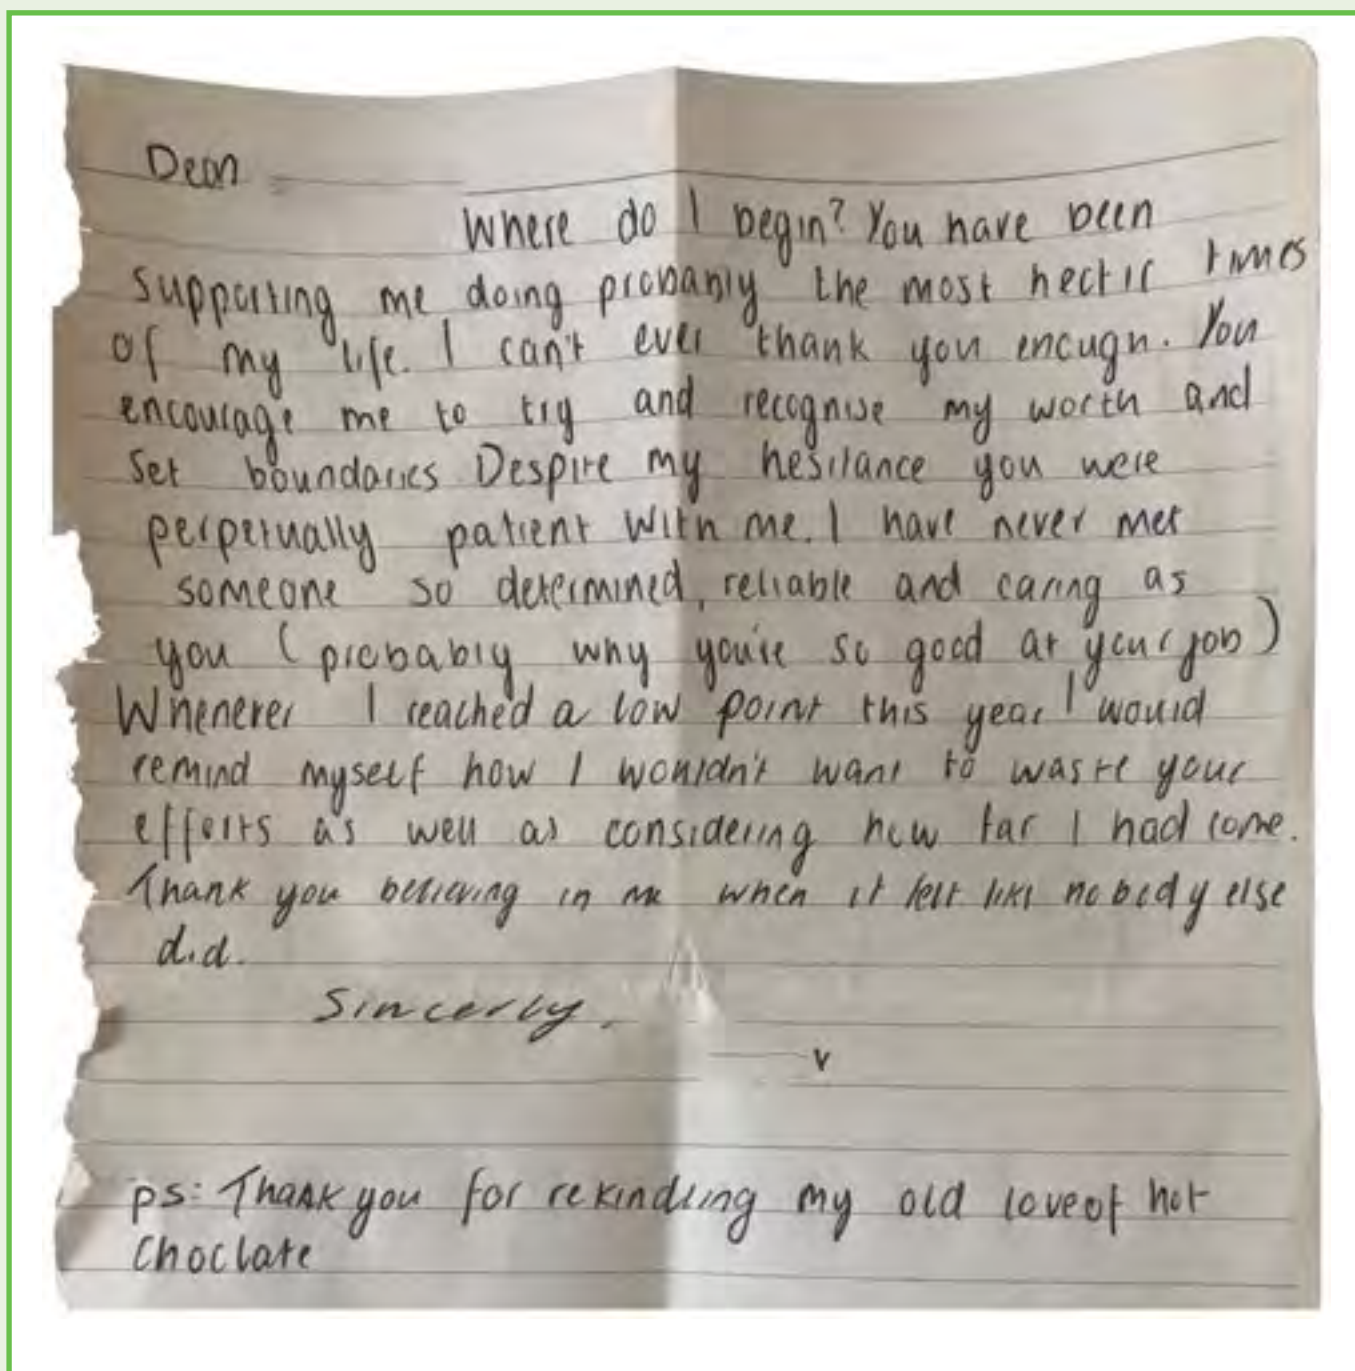 Dear
Where do I begin? You have been
supporting me doing probably the most hectic times
of my life. I can't ever thank you enough. You
encourage me to try and recognise my worth and
set boundaries. Despite my hesitance you were
perpetually patient with me. I have never met
someone so determined, reliable and caring as
you (probably why you're so good at your job)
Whenever I reached a low point this year I would
remind myself how I wouldn't want to waste your
efforts as well as considering how far I had come.
Thank you believing in me when it felt like nobody else
did.
Sincerly,
ps: Thank you for rekindling my old love of hot
Choclate